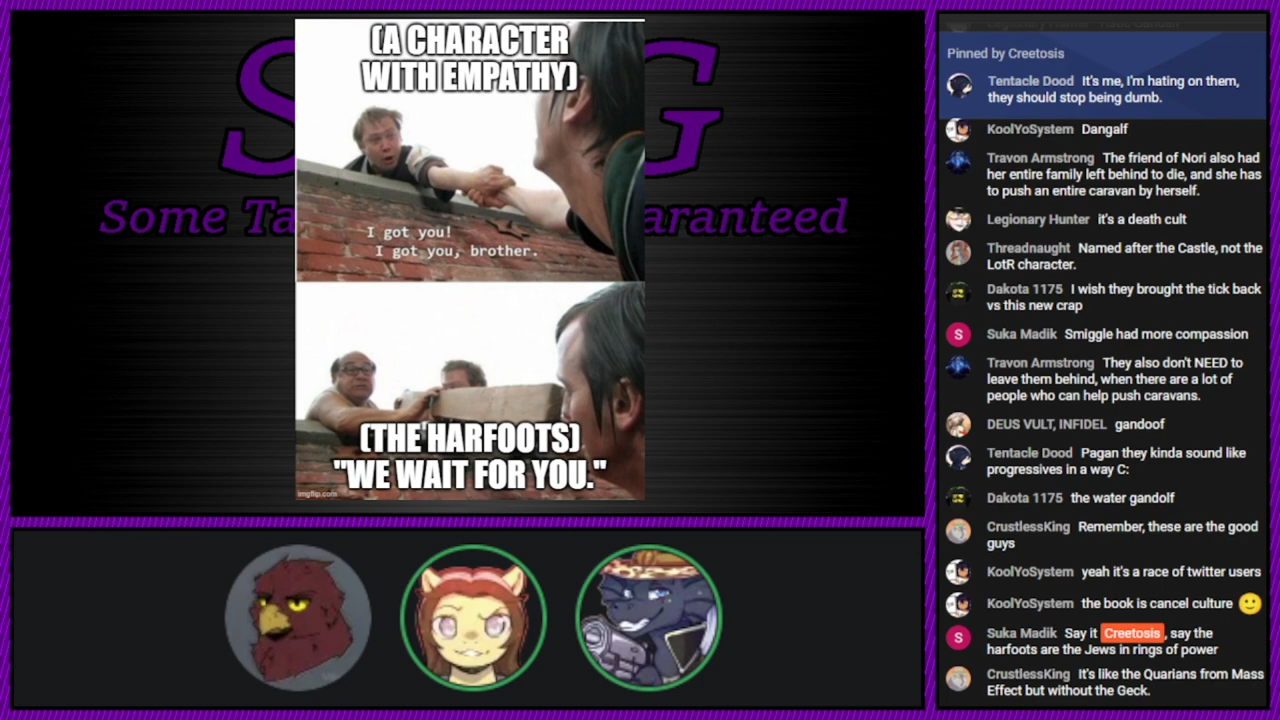 (A CHARACTER
WITH EMPATHY)
S
G
Some Ta
aranteed
I got you!
I got you, brother.
(THE HARFOOTS)
"WE WAIT FOR YOU."
imgflip.com
Pinned by Creetosis
Tentacle Dood It's me, I'm hating on them,
they should stop being dumb.
KoolYoSystem Dangalf
Travon Armstrong The friend of Nori also had
her entire family left behind to die, and she has
to push an entire caravan by herself.
Legionary Hunter it's a death cult
Threadnaught Named after the Castle, not the
LotR character.
Dakota 1175 I wish they brought the tick back
vs this new crap
S
Suka Madik Smiggle had more compassion
Travon Armstrong They also don't NEED to
leave them behind, when there are a lot of
people who can help push caravans.
DEUS VULT, INFIDEL gandoof
Tentacle Dood Pagan they kinda sound like
progressives in a way C:
Dakota 1175 the water gandolf
CrustlessKing Remember, these are the good
guys
KoolYoSystem yeah it's a race of twitter users
KoolYoSystem the book is cancel culture 🙂
S
Suka Madik Say it Creetosis, say the
harfoots are the Jews in rings of power
CrustlessKing It's like the Quarians from Mass
Effect but without the Geck.